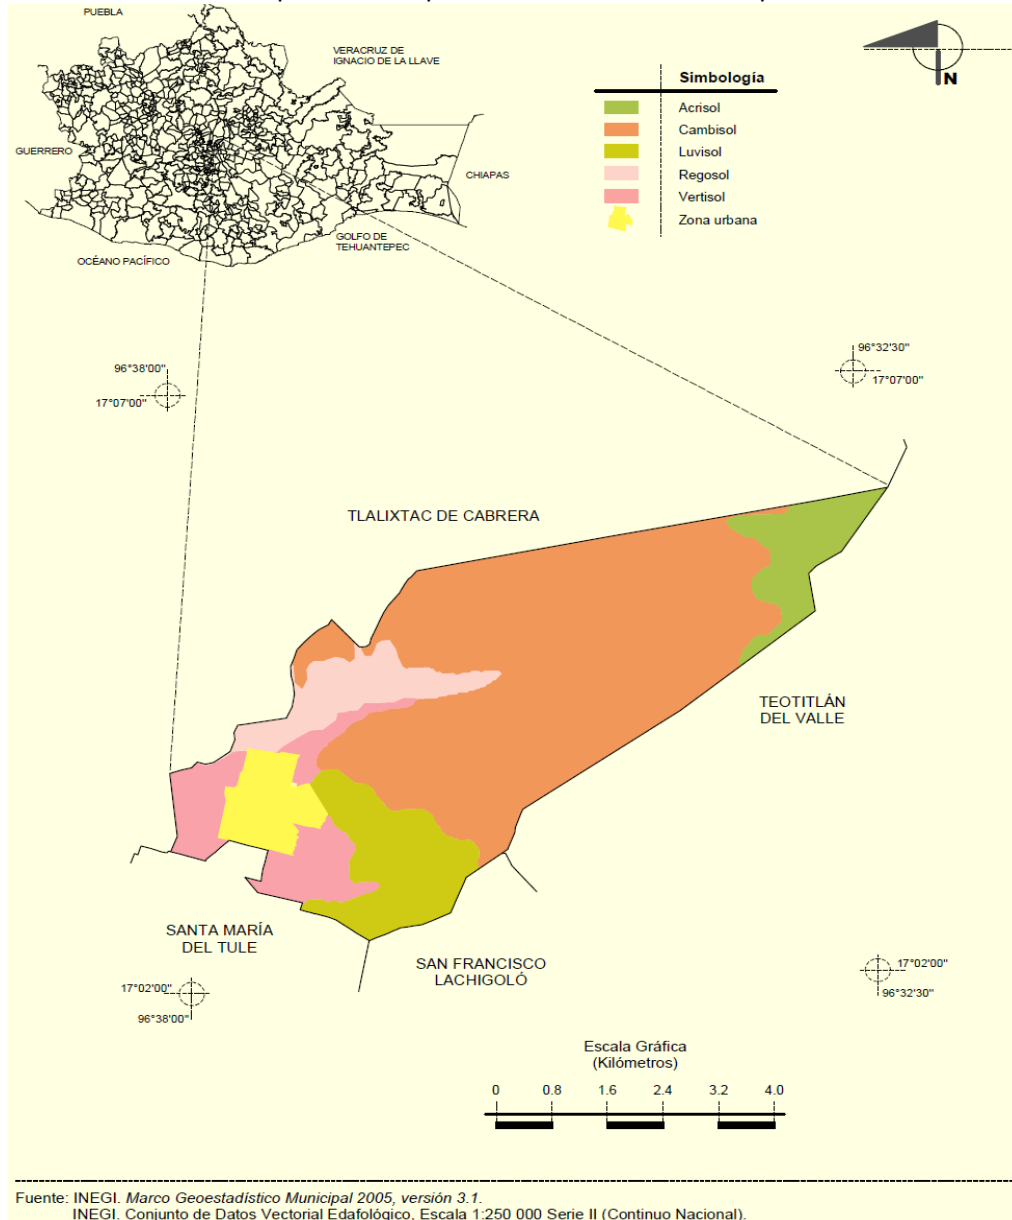 PUEBLA
VERACRUZ DE
IGNACIO DE LA LLAVE
GUERRERO
CHIAPAS
GOLFO DE
TEHUANTEPEC
OCÉANO PACÍFICO
N
Simbología
Acrisol
Cambisol
Luvisol
Regosol
Vertisol
Zona urbana
96°38'00"
17°07'00"
96°32'30"
17°07'00"
TLALIXTAC DE CABRERA
TEOTITLÁN
DEL VALLE
SANTA MARÍA
DEL TULE
SAN FRANCISCO
LACHIGOLÓ
17°02'00"
96°38'00"
17°02'00"
96°32'30"
Escala Gráfica
(Kilómetros)
0 0.8 1.6 2.4 3.2 4.0
Fuente: INEGI. Marco Geoestadístico Municipal 2005, versión 3.1.
INEGI. Conjunto de Datos Vectorial Edafológico, Escala 1:250 000 Serie II (Continuo Nacional).